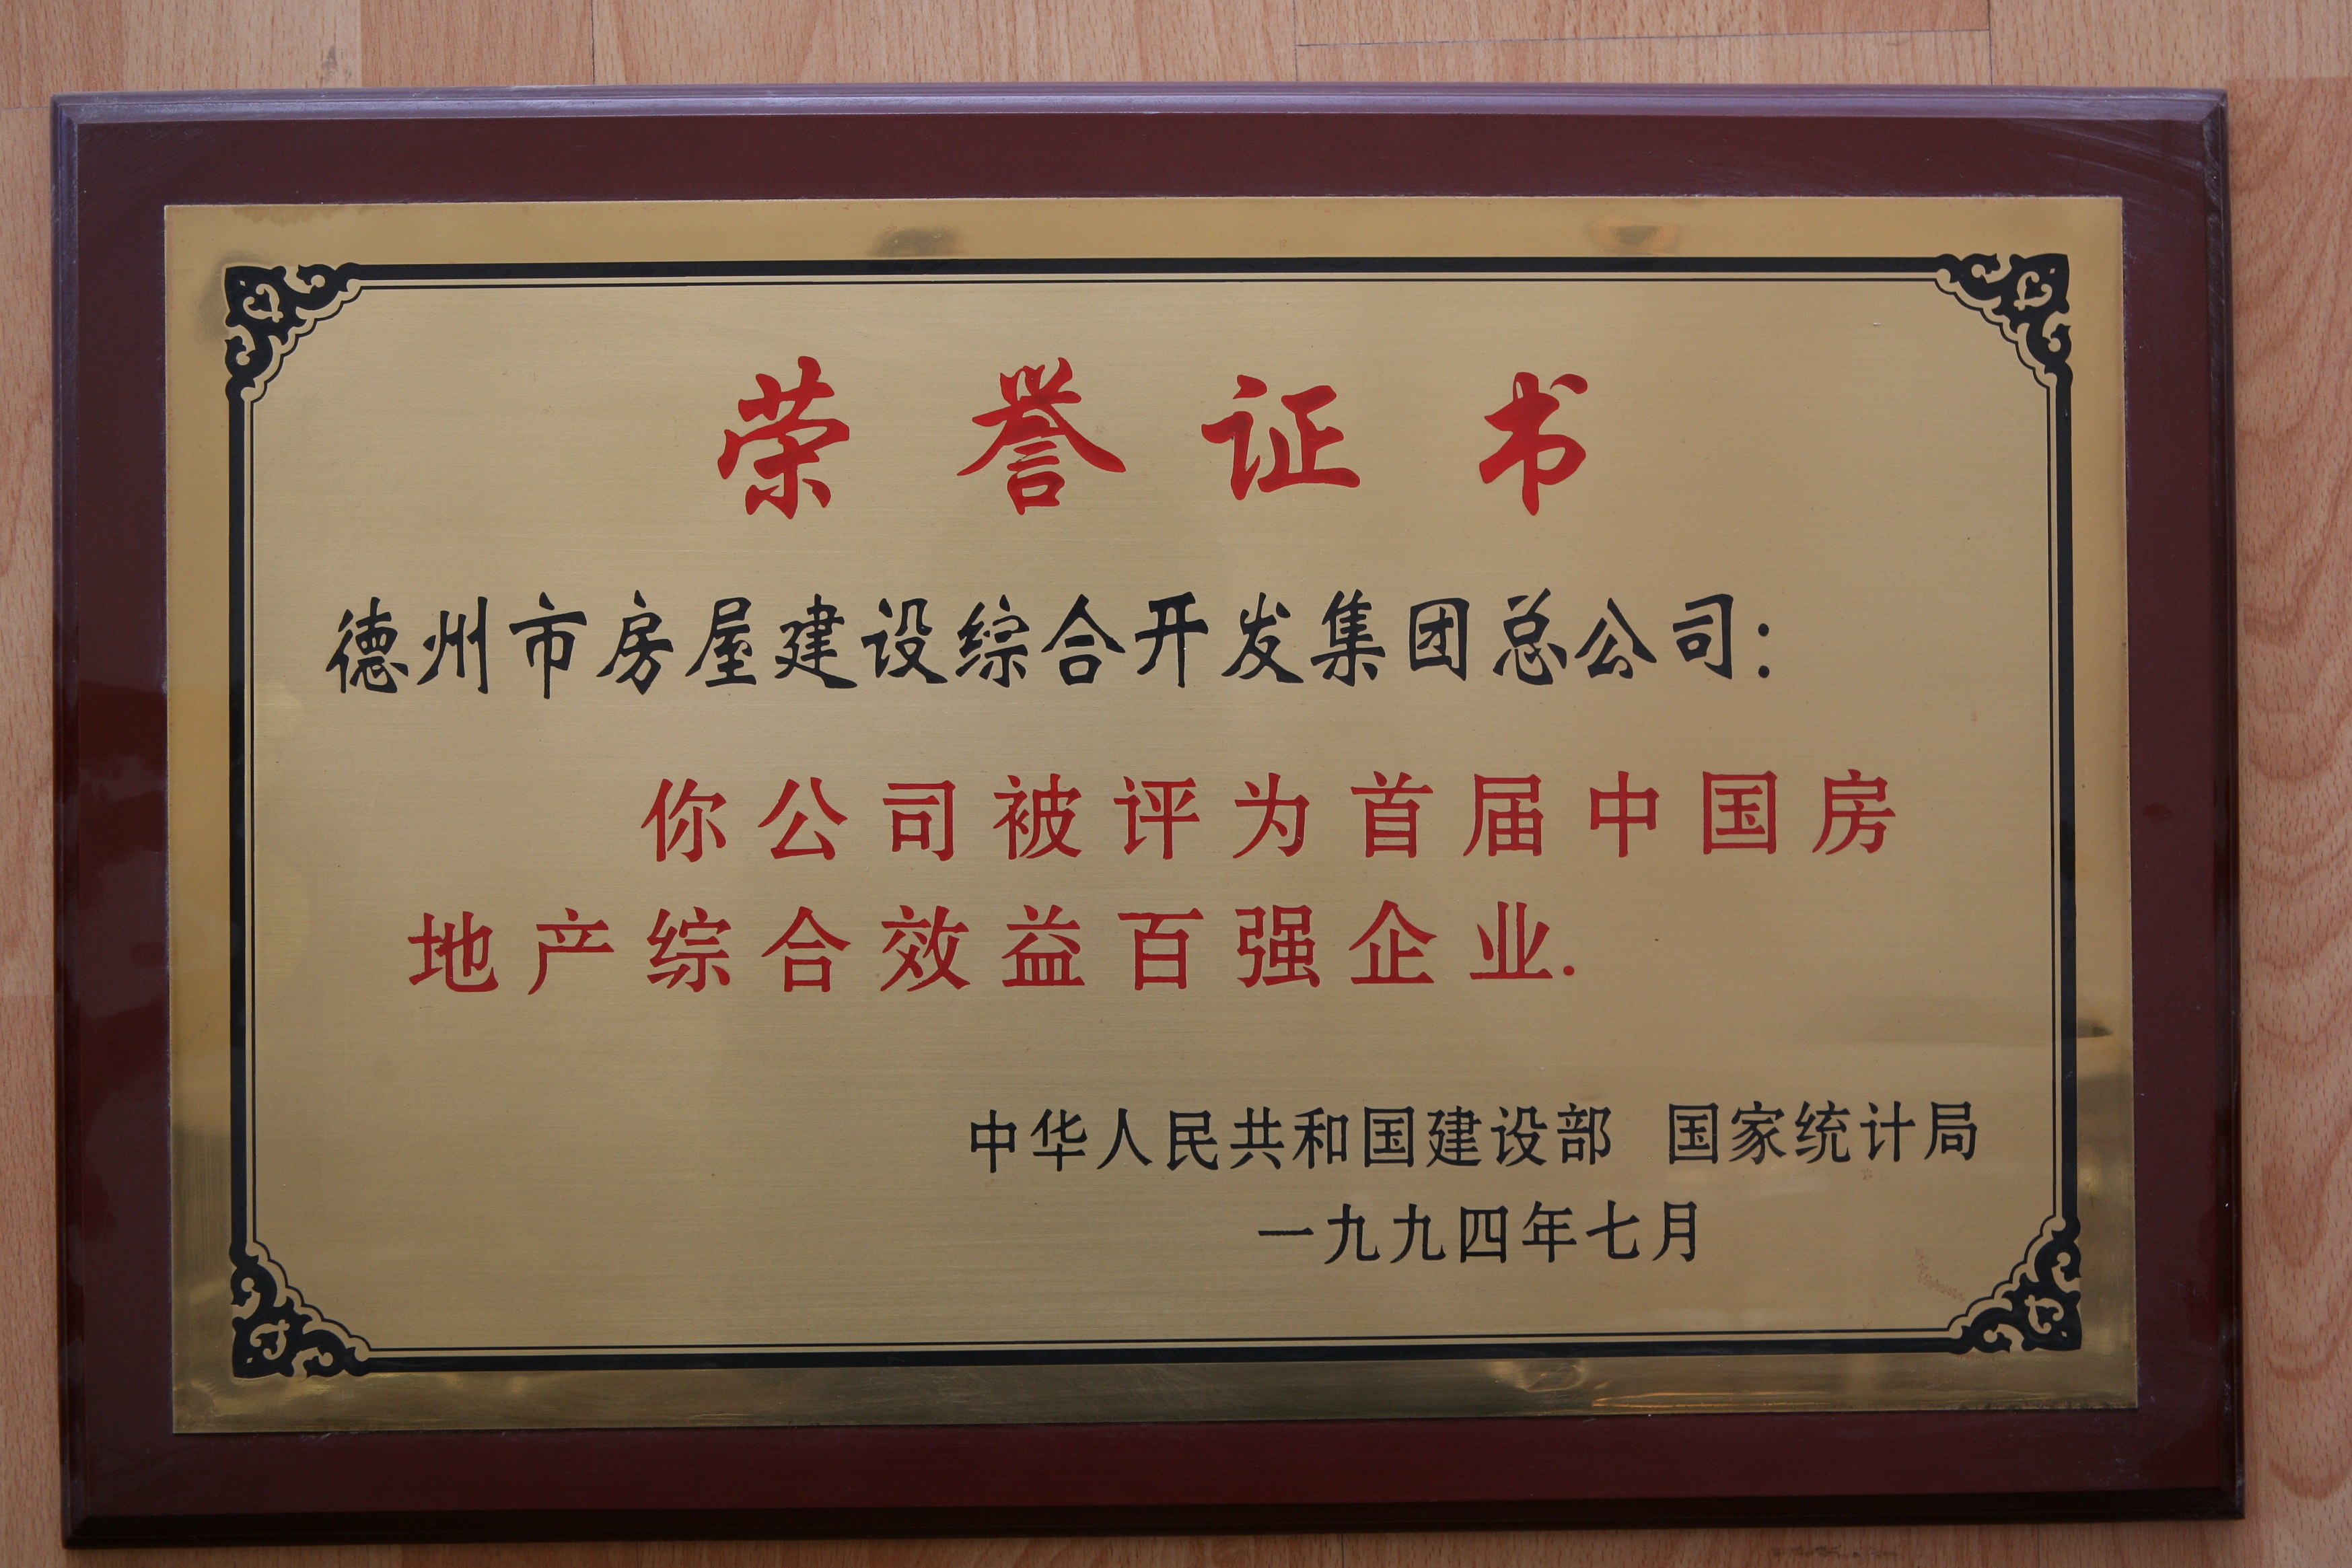 荣誉证书
德州市房屋建设综合开发集团总公司：
你公司被评为首届中国房
地产综合效益百强企业.
中华人民共和国建设部 国家统计局
一九九四年七月